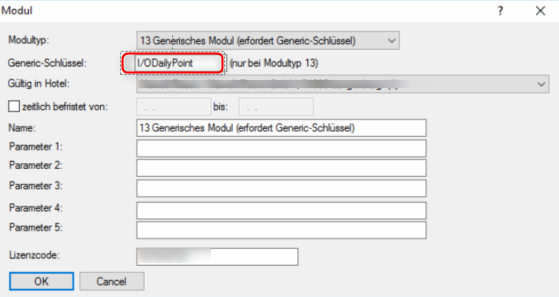 Modul
Modultyp: 13 Generisches Modul (erfordert Generic-Schlüssel)
Generic-Schlüssel: I/ODailyPoint (nur bei Modultyp 13)
Gültig in Hotel:
zeitlich befristet von: . . bis: . .
Name: 13 Generisches Modul (erfordert Generic-Schlüssel)
Parameter 1:
Parameter 2:
Parameter 3:
Parameter 4:
Parameter 5:
Lizenzcode:
OK Cancel